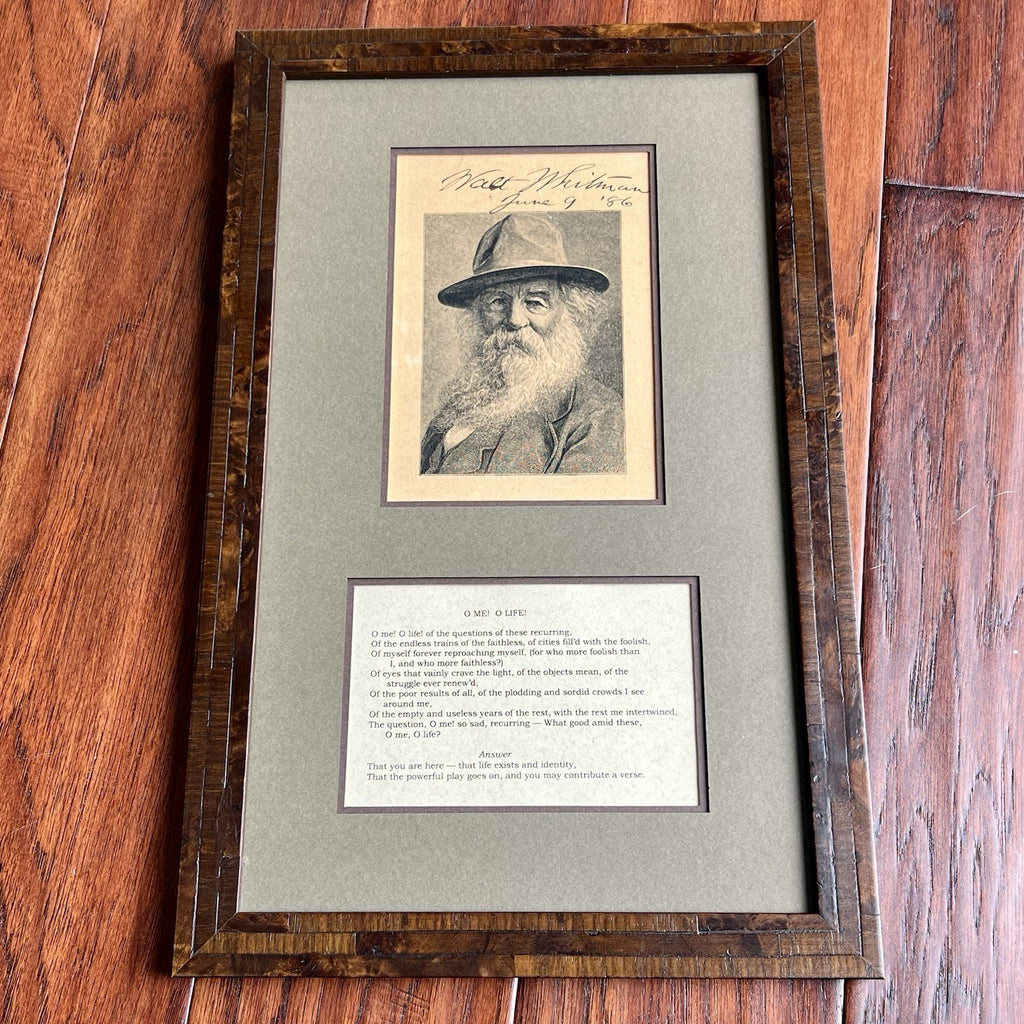 Walt Whitman
June 9 '86
O ME! O LIFE!
O me! O life! of the questions of these recurring,
Of the endless trains of the faithless, of cities fill'd with the foolish,
Of myself forever reproaching myself, (for who more foolish than
I, and who more faithless?)
Of eyes that vainly crave the light, of the objects mean, of the
struggle ever renew'd,
Of the poor results of all, of the plodding and sordid crowds I see
around me,
Of the empty and useless years of the rest, with the rest me intertwined,
The question, O me! so sad, recurring — What good amid these,
O me, O life?
Answer
That you are here — that life exists and identity,
That the powerful play goes on, and you may contribute a verse.